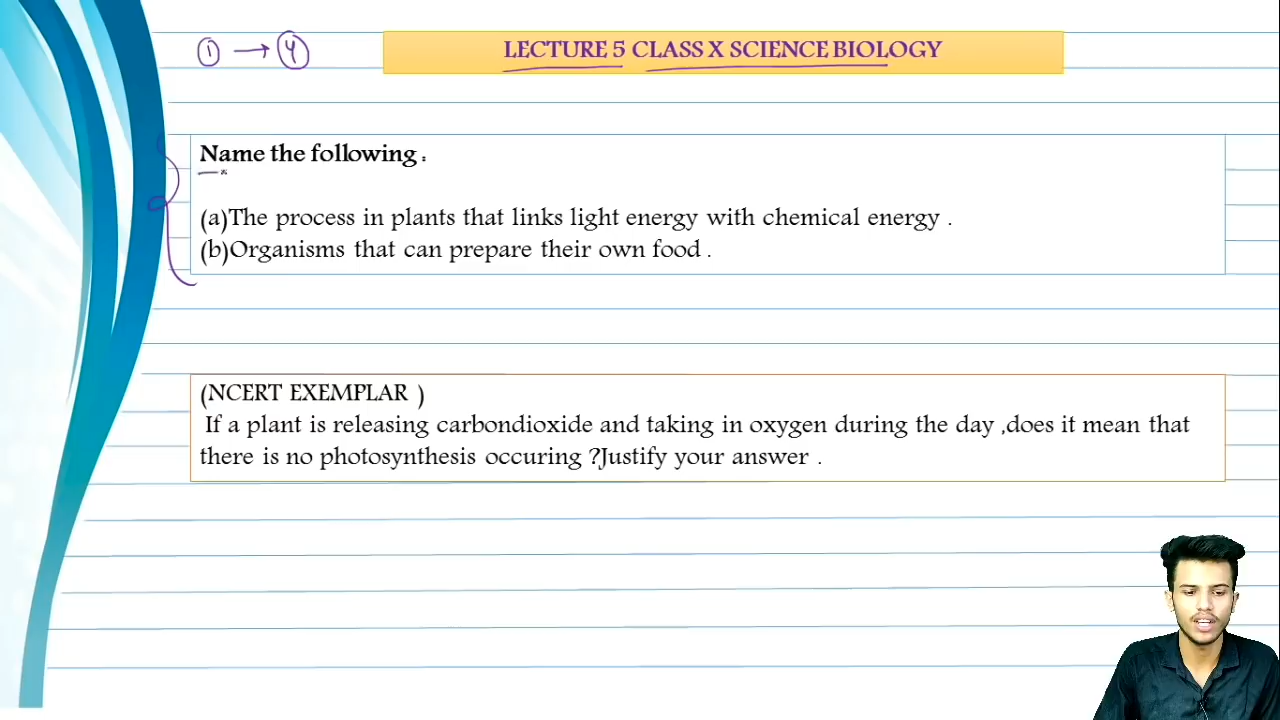 ① → ④
LECTURE 5 CLASS X SCIENCE BIOLOGY
Name the following :
(a)The process in plants that links light energy with chemical energy .
(b)Organisms that can prepare their own food .
(NCERT EXEMPLAR )
If a plant is releasing carbondioxide and taking in oxygen during the day ,does it mean that
there is no photosynthesis occuring ?Justify your answer .